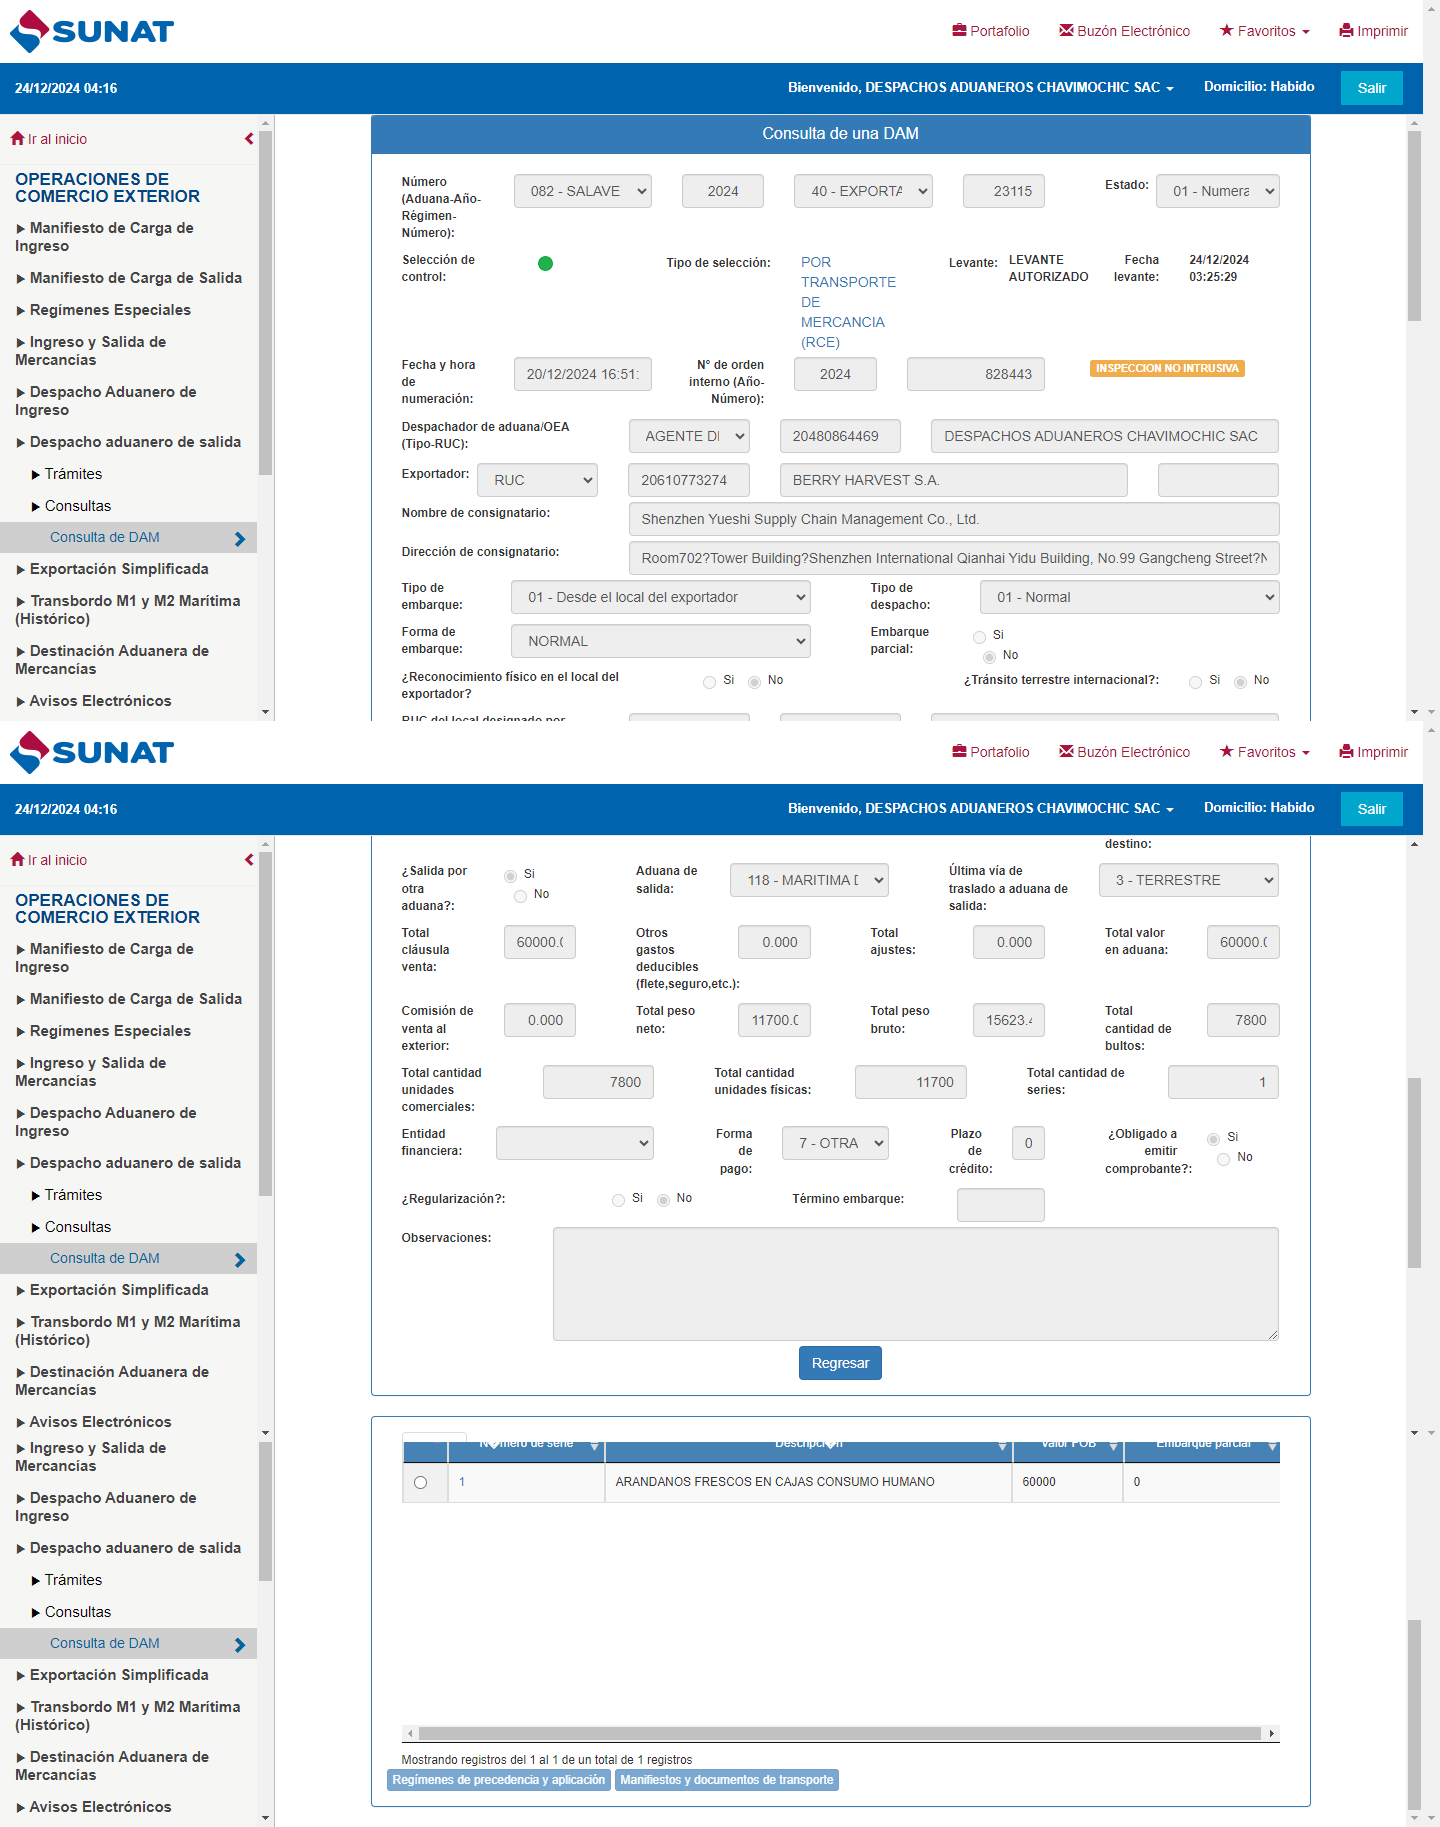 SUNAT
Portafolio Buzón Electrónico Favoritos Imprimir
24/12/2024 04:16 Bienvenido, DESPACHOS ADUANEROS CHAVIMOCHIC SAC Domicilio: Habido Salir
Ir al inicio
OPERACIONES DE
COMERCIO EXTERIOR
Manifiesto de Carga de
Ingreso
Manifiesto de Carga de Salida
Regímenes Especiales
Ingreso y Salida de
Mercancías
Despacho Aduanero de
Ingreso
Despacho aduanero de salida
Trámites
Consultas
Consulta de DAM
Exportación Simplificada
Transbordo M1 y M2 Marítima
(Histórico)
Destinación Aduanera de
Mercancías
Avisos Electrónicos
Consulta de una DAM
Número
(Aduana-Año-
Régimen-
Número): 082 - SALAVE 2024 40 - EXPORTA 23115 Estado: 01 - Numera
Selección de
control: Tipo de selección: POR
TRANSPORTE
DE
MERCANCIA
(RCE) Levante: LEVANTE
AUTORIZADO Fecha
levante: 24/12/2024
03:25:29
Fecha y hora
de
numeración: 20/12/2024 16:51: N° de orden
interno (Año-
Número): 2024 828443 INSPECCION NO INTRUSIVA
Despachador de aduana/OEA
(Tipo-RUC): AGENTE DI 20480864469 DESPACHOS ADUANEROS CHAVIMOCHIC SAC
Exportador: RUC 20610773274 BERRY HARVEST S.A.
Nombre de consignatario: Shenzhen Yueshi Supply Chain Management Co., Ltd.
Dirección de consignatario: Room702?Tower Building?Shenzhen International Qianhai Yidu Building, No.99 Gangcheng Street?N
Tipo de
embarque: 01 - Desde el local del exportador Tipo de
despacho: 01 - Normal
Forma de
embarque: NORMAL Embarque
parcial: Si
No
¿Reconocimiento físico en el local del
exportador? Si No ¿Tránsito terrestre internacional?: Si No
RUC del local designado por
SUNAT
Portafolio Buzón Electrónico Favoritos Imprimir
24/12/2024 04:16 Bienvenido, DESPACHOS ADUANEROS CHAVIMOCHIC SAC Domicilio: Habido Salir
Ir al inicio
OPERACIONES DE
COMERCIO EXTERIOR
Manifiesto de Carga de
Ingreso
Manifiesto de Carga de Salida
Regímenes Especiales
Ingreso y Salida de
Mercancías
Despacho Aduanero de
Ingreso
Despacho aduanero de salida
Trámites
Consultas
Consulta de DAM
Exportación Simplificada
Transbordo M1 y M2 Marítima
(Histórico)
Destinación Aduanera de
Mercancías
Avisos Electrónicos
destino:
¿Salida por
otra
aduana?: Si
No Aduana de
salida: 118 - MARITIMA D Última vía de
traslado a aduana de
salida: 3 - TERRESTRE
Total
cláusula
venta: 60000.0 Otros
gastos
deducibles
(flete,seguro,etc.): 0.000 Total
ajustes: 0.000 Total valor
en aduana: 60000.0
Comisión de
venta al
exterior: 0.000 Total peso
neto: 11700.0 Total peso
bruto: 15623.4 Total
cantidad de
bultos: 7800
Total cantidad
unidades
comerciales: 7800 Total cantidad
unidades físicas: 11700 Total cantidad de
series: 1
Entidad
financiera: Forma
de
pago: 7 - OTRA Plazo
de
crédito: 0 ¿Obligado a
emitir
comprobante?: Si
No
¿Regularización?: Si No Término embarque:
Observaciones:
Regresar
Ingreso y Salida de
Mercancías
Despacho Aduanero de
Ingreso
Despacho aduanero de salida
Trámites
Consultas
Consulta de DAM
Exportación Simplificada
Transbordo M1 y M2 Marítima
(Histórico)
Destinación Aduanera de
Mercancías
Avisos Electrónicos
Número de serie Descripción Valor FOB Embarque parcial
1 ARANDANOS FRESCOS EN CAJAS CONSUMO HUMANO 60000 0
Mostrando registros del 1 al 1 de un total de 1 registros
Regímenes de precedencia y aplicación Manifiestos y documentos de transporte